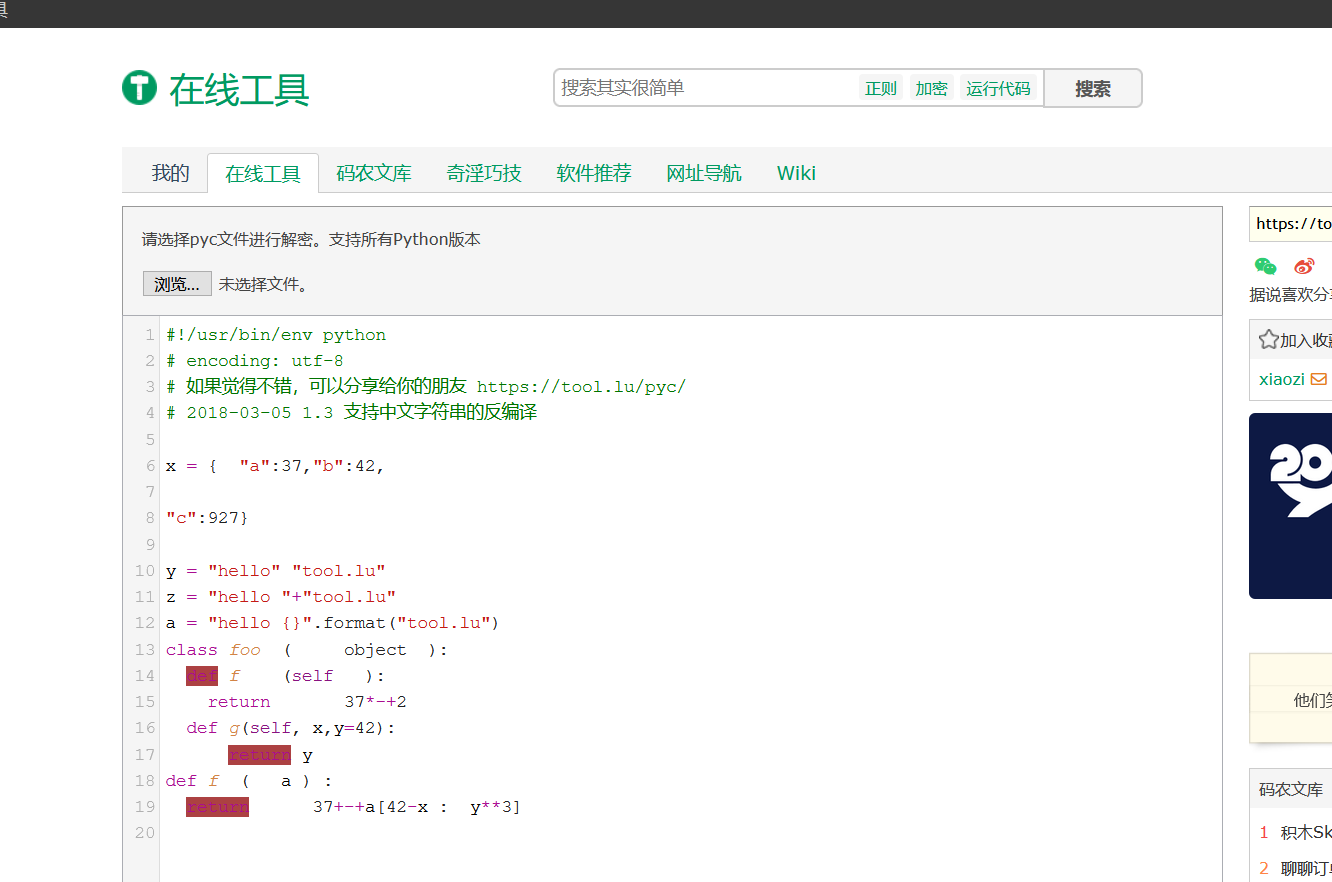 具
在线工具
搜索其实很简单 正则 加密 运行代码 搜索
我的 在线工具 码农文库 奇淫巧技 软件推荐 网址导航 Wiki
请选择pyc文件进行解密。支持所有Python版本
浏览... 未选择文件。
1 #!/usr/bin/env python
2 # encoding: utf-8
3 # 如果觉得不错，可以分享给你的朋友 https://tool.lu/pyc/
4 # 2018-03-05 1.3 支持中文字符串的反编译
5
6 x = {  "a":37,"b":42,
7
8 "c":927}
9
10 y = "hello" "tool.lu"
11 z = "hello "+"tool.lu"
12 a = "hello {}".format("tool.lu")
13 class foo  (     object  ):
14   def f    (self   ):
15     return       37*-+2
16   def g(self, x,y=42):
17       return y
18 def f  (   a ) :
19   return      37+-+a[42-x :  y**3]
20
https://to
据说喜欢分
加入收
xiaozi
20
他们
码农文库
1 积木Sk
2 聊聊订